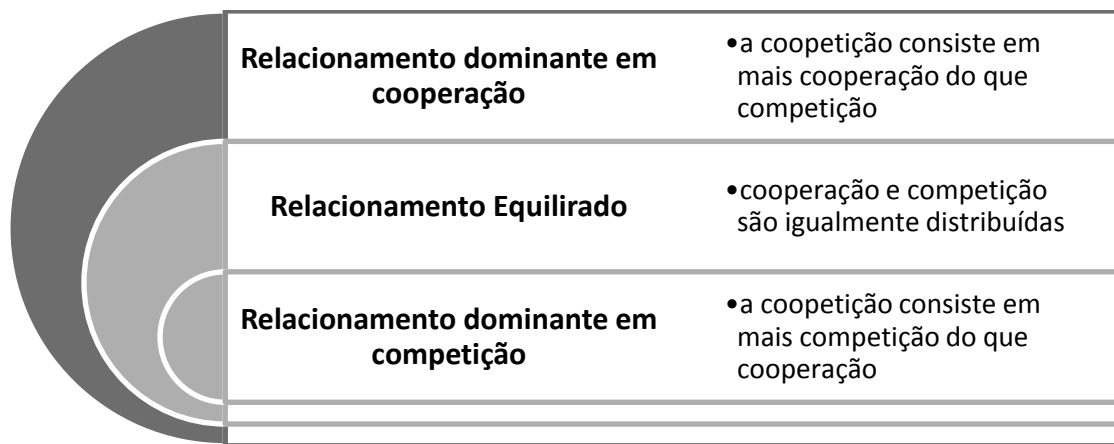 Relacionamento dominante em
cooperação
•a coopetição consiste em
mais cooperação do que
competição
Relacionamento Equilirado
•cooperação e competição
são igualmente distribuídas
Relacionamento dominante em
competição
•a coopetição consiste em
mais competição do que
cooperação